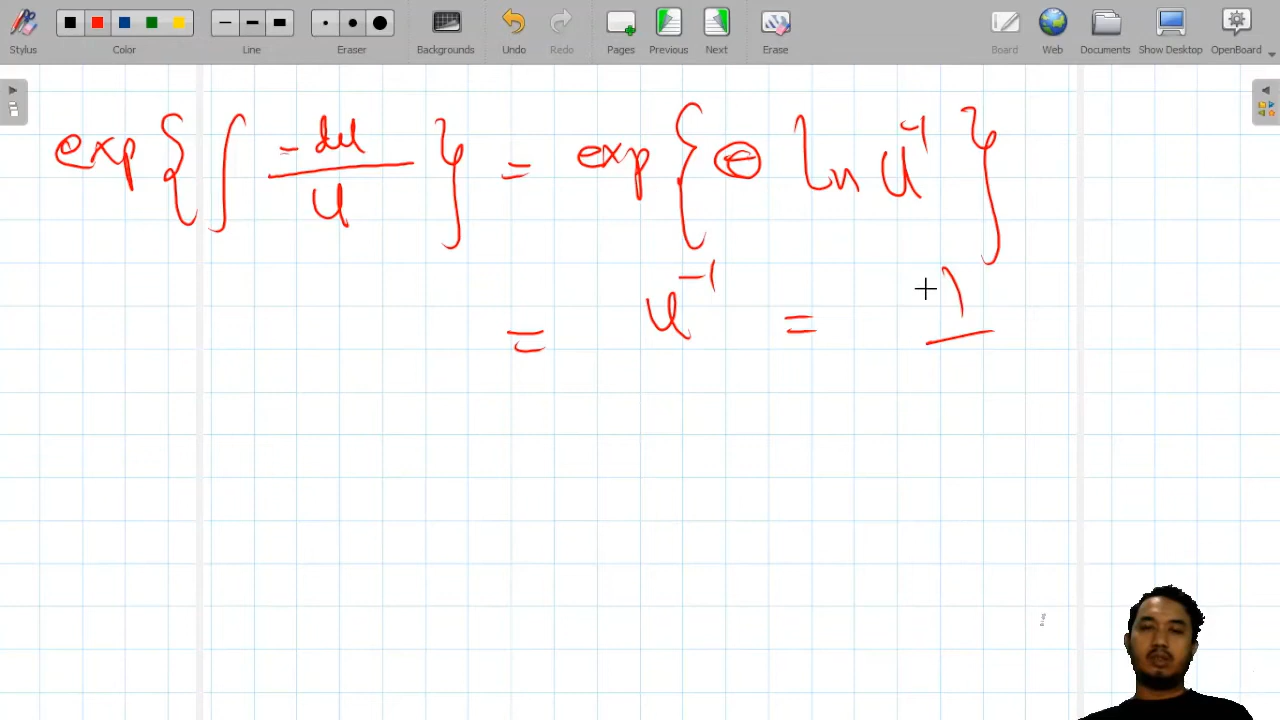 Stylus Color Line Eraser Backgrounds Undo Redo Pages Previous Next Erase Board Web Documents Show Desktop OpenBoard
exp{∫ -du/u} = exp{⊖ ln u⁻¹}
= u⁻¹ = 1/